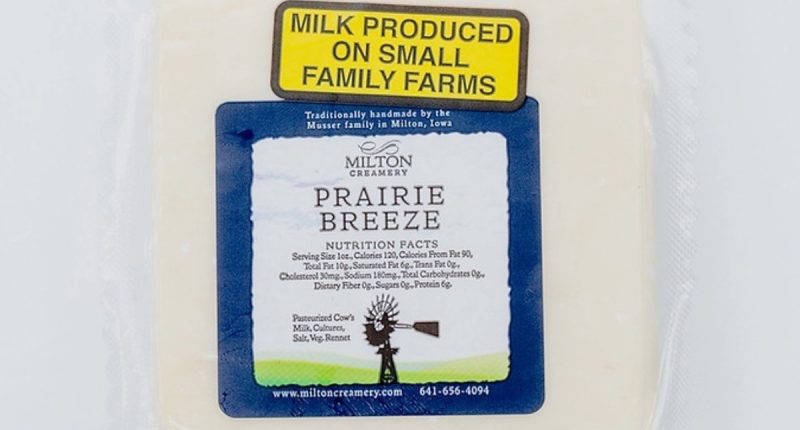 MILK PRODUCED
ON SMALL
FAMILY FARMS
Traditionally handmade by the
Musser family in Milton, Iowa
MILTON
CREAMERY
PRAIRIE
BREEZE
NUTRITION FACTS
Serving Size 1oz., Calories 120, Calories From Fat 90,
Total Fat 10g., Saturated Fat 6g., Trans Fat 0g.,
Cholesterol 30mg., Sodium 180mg., Total Carbohydrates 0g.,
Dietary Fiber 0g., Sugars 0g., Protein 6g.
Pasteurized Cow's
Milk, Cultures,
Salt, Veg. Rennet
www.miltoncreamery.com 641-656-4094